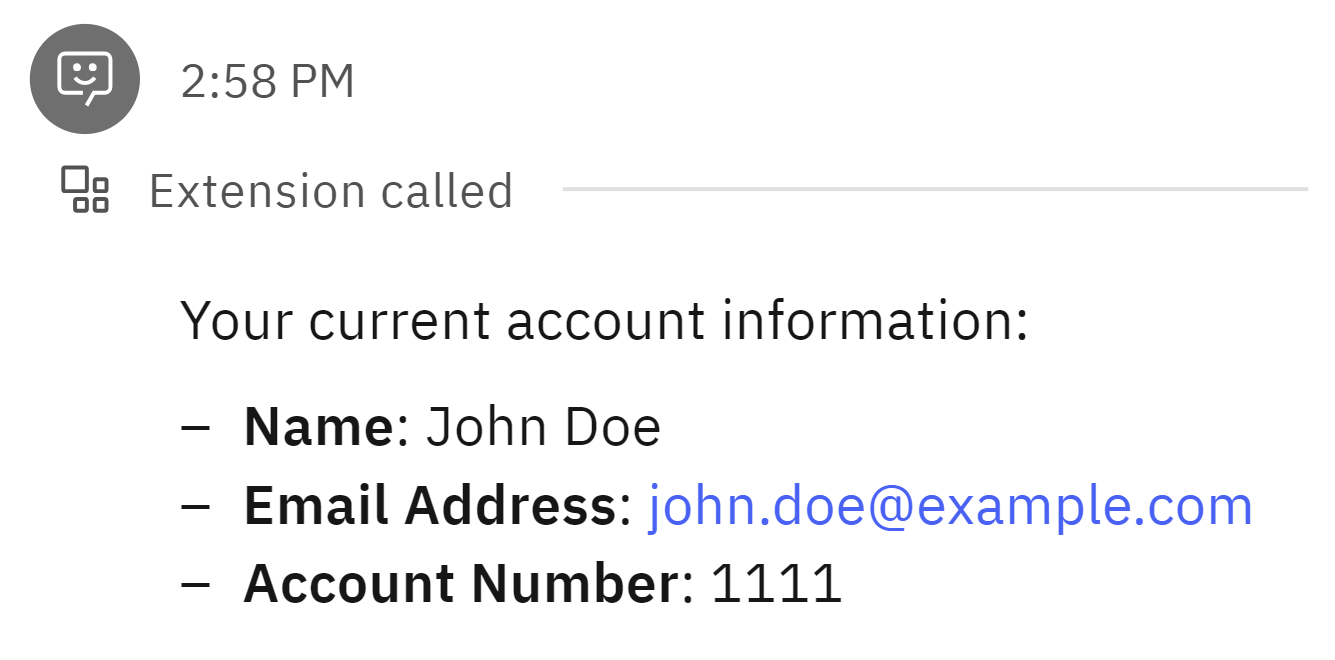 2:58 PM
Extension called
Your current account information:
– Name: John Doe
– Email Address: john.doe@example.com
– Account Number: 1111